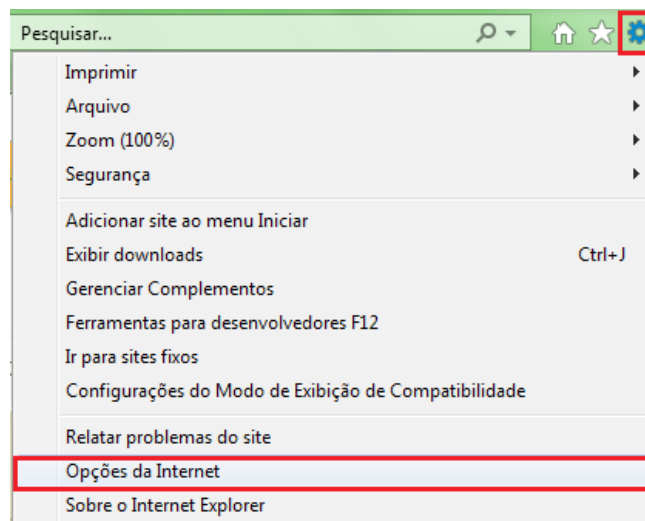 Pesquisar...
Imprimir
Arquivo
Zoom (100%)
Segurança
Adicionar site ao menu Iniciar
Exibir downloads Ctrl+J
Gerenciar Complementos
Ferramentas para desenvolvedores F12
Ir para sites fixos
Configurações do Modo de Exibição de Compatibilidade
Relatar problemas do site
Opções da Internet
Sobre o Internet Explorer